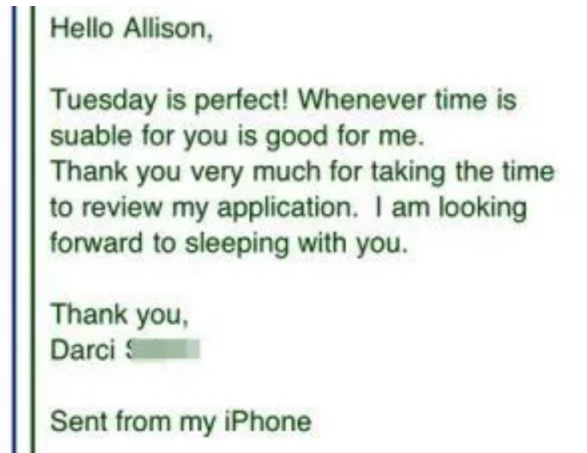 Hello Allison,
Tuesday is perfect! Whenever time is
suable for you is good for me.
Thank you very much for taking the time
to review my application.  I am looking
forward to sleeping with you.
Thank you,
Darci
Sent from my iPhone